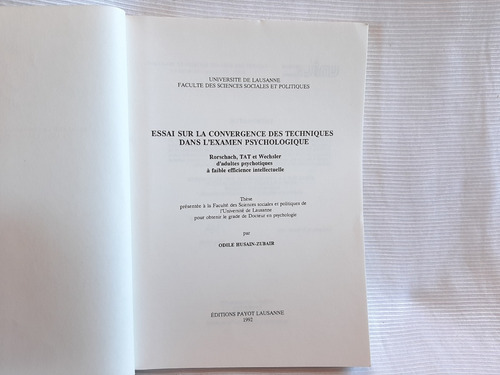 UNIVERSITE DE LAUSANNE
FACULTE DES SCIENCES SOCIALES ET POLITIQUES
ESSAI SUR LA CONVERGENCE DES TECHNIQUES
DANS L'EXAMEN PSYCHOLOGIQUE
Rorschach, TAT et Wechsler
d'adultes psychotiques
à faible efficience intellectuelle
Thèse
présentée à la Faculté des Sciences sociales et politiques de
l'Université de Lausanne
pour obtenir le grade de Docteur en psychologie
par
ODILE HUSAIN-ZUBAIR
EDITIONS PAYOT LAUSANNE
1992